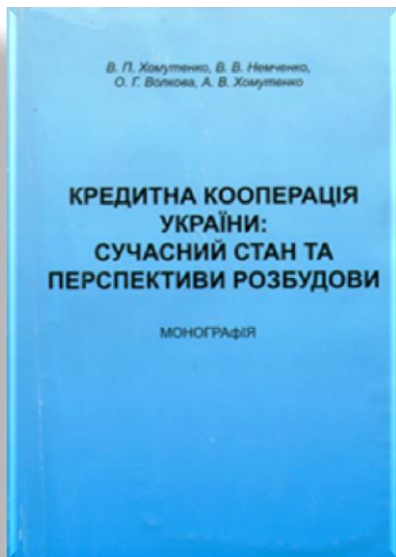 В. П. Хомутенко, В. В. Немченко,
О. Г. Волкова, А. В. Хомутенко
КРЕДИТНА КООПЕРАЦІЯ
УКРАЇНИ:
СУЧАСНИЙ СТАН ТА
ПЕРСПЕКТИВИ РОЗБУДОВИ
МОНОГРАФІЯ